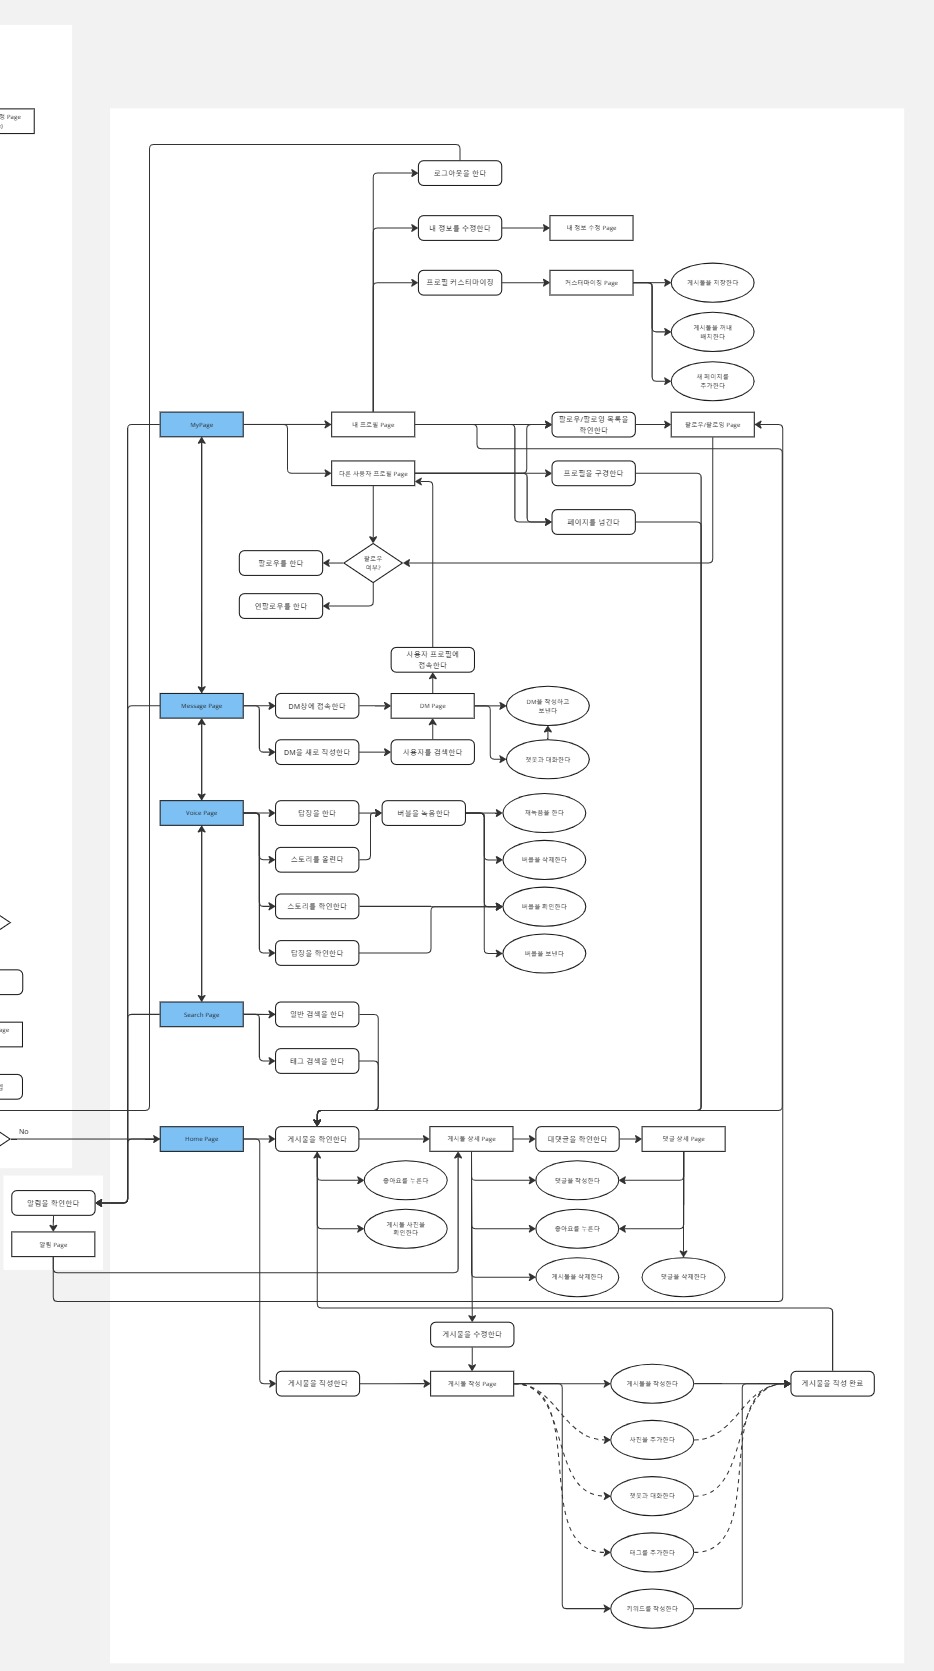 정 Page
로그아웃을 한다
내 정보를 수정한다
내 정보 수정 Page
프로필 커스터마이징
커스터마이징 Page
게시물을 저장한다
게시물을 꺼내
배치한다
새 페이지를
추가한다
MyPage
내 프로필 Page
팔로우/팔로잉 목록을
확인한다
팔로우/팔로잉 Page
다른 사용자 프로필 Page
프로필을 구경한다
페이지를 넘긴다
팔로우
여부?
팔로우를 한다
언팔로우를 한다
사용자 프로필에
접속한다
Message Page
DM창에 접속한다
DM Page
DM을 작성하고
보낸다
DM을 새로 작성한다
사용자를 검색한다
챗봇과 대화한다
Voice Page
답장을 한다
버블을 녹음한다
재녹음을 한다
스토리를 올린다
버블을 삭제한다
스토리를 확인한다
버블을 확인한다
답장을 확인한다
버블을 보낸다
Search Page
일반 검색을 한다
태그 검색을 한다
No
Home Page
게시물을 확인한다
게시물 상세 Page
대댓글을 확인한다
댓글 상세 Page
좋아요를 누른다
댓글을 작성한다
알림을 확인한다
게시물 사진을
확인한다
좋아요를 누른다
알림 Page
게시물을 삭제한다
댓글을 삭제한다
게시물을 수정한다
게시물을 작성한다
게시물 작성 Page
게시물을 작성한다
게시물을 작성 완료
사진을 추가한다
챗봇과 대화한다
태그를 추가한다
키워드를 작성한다